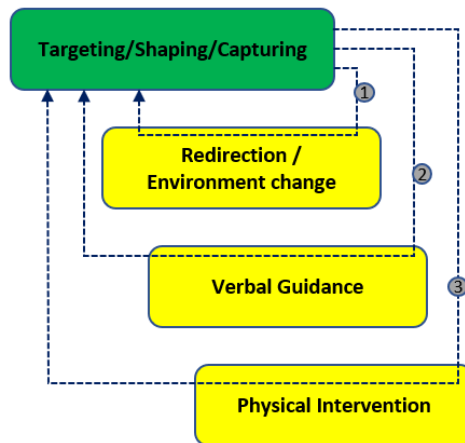 Targeting/Shaping/Capturing
1
Redirection /
Environment change
2
Verbal Guidance
3
Physical Intervention